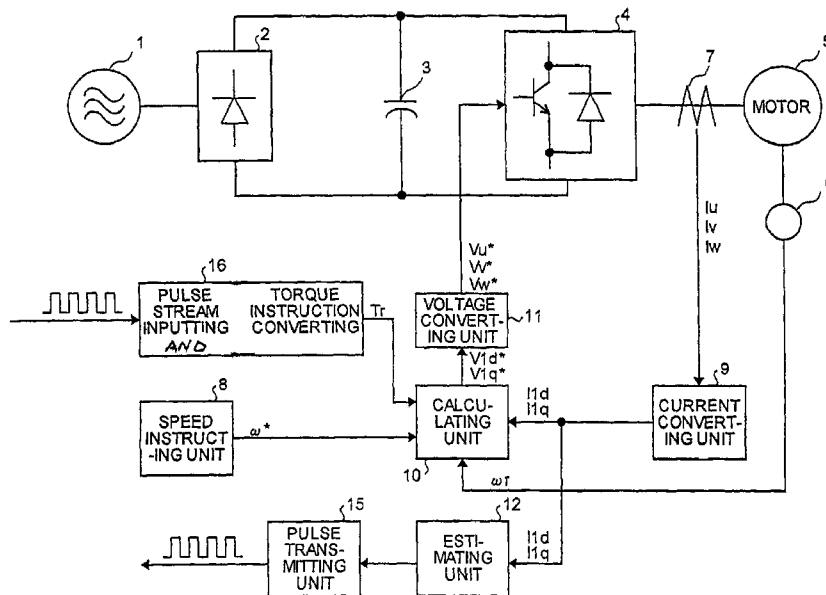 1
2
3
4
7
5
MOTOR
6
Iu
Iv
Iw
Vu*
Vv*
Vw*
16
PULSE
STREAM
INPUTTING
AND
TORQUE
INSTRUCTION
CONVERTING
Tr
VOLTAGE
CONVERT-
ING UNIT
11
V1d*
V1q*
8
SPEED
INSTRUCT
-ING UNIT
ω*
CALCU-
LATING
UNIT
10
I1d
I1q
9
CURRENT
CONVERT-
ING UNIT
ωr
15
PULSE
TRANS-
MITTING
UNIT
12
ESTI-
MATING
UNIT
I1d
I1q